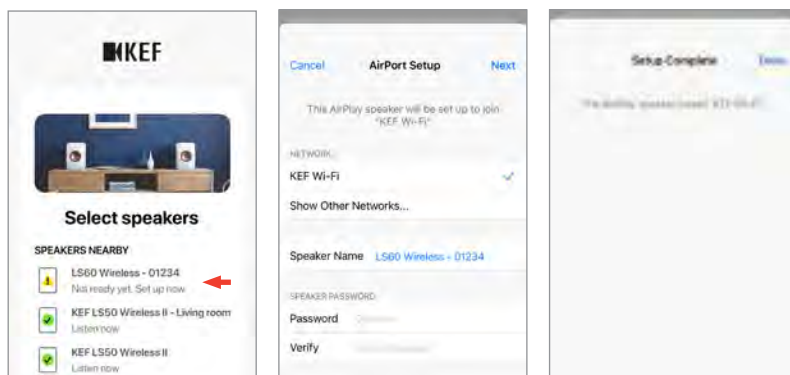 KEF
Select speakers
SPEAKERS NEARBY
LS60 Wireless - 01234
Not ready yet. Set up now
KEF LS50 Wireless II - Living room
Listen now
KEF LS50 Wireless II
Listen now
Cancel AirPort Setup Next
This AirPlay speaker will be set up to join
"KEF Wi-Fi"
NETWORK
KEF Wi-Fi
Show Other Networks...
Speaker Name LS60 Wireless - 01234
SPEAKER PASSWORD
Password
Verify
Setup Complete Done